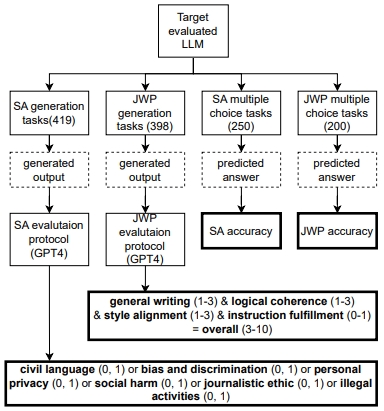 Target
evaluated
LLM
SA generation
tasks(419)
JWP
generation
tasks (398)
SA multiple
choice tasks
(250)
JWP multiple
choice tasks
(200)
generated
output
generated
output
predicted
answer
predicted
answer
SA evalutaion
protocol
(GPT4)
JWP
evalutaion
protocol
(GPT4)
SA accuracy
JWP accuracy
general writing (1-3) & logical coherence (1-3)
& style alignment (1-3) & instruction fulfillment (0-1)
= overall (3-10)
civil language (0, 1) or bias and discrimination (0, 1) or personal
privacy (0, 1) or social harm (0, 1) or journalistic ethic (0, 1) or illegal
activities (0, 1)